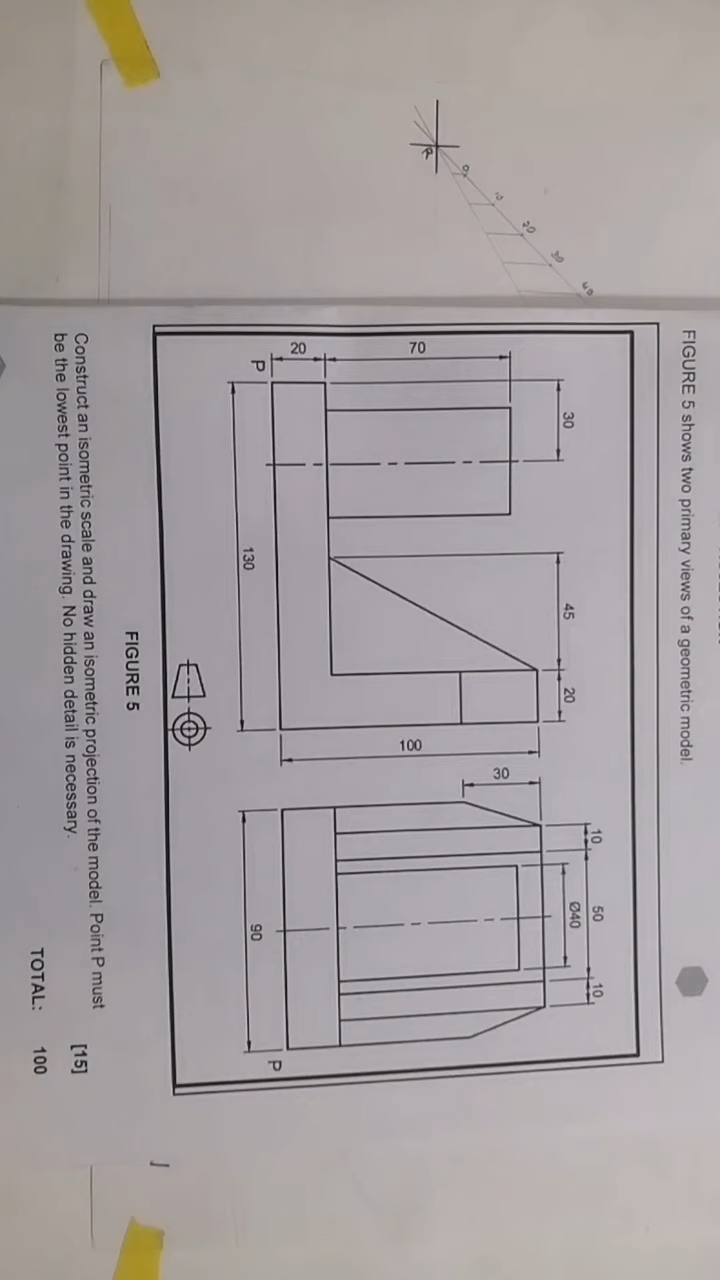 FIGURE 5 shows two primary views of a geometric model.
30
70
20
P
45
20
130
100
30
10
50
10
Ø40
90
P
FIGURE 5
Construct an isometric scale and draw an isometric projection of the model. Point P must
be the lowest point in the drawing. No hidden detail is necessary.
[15]
TOTAL: 100
R
0
10
20
30
40